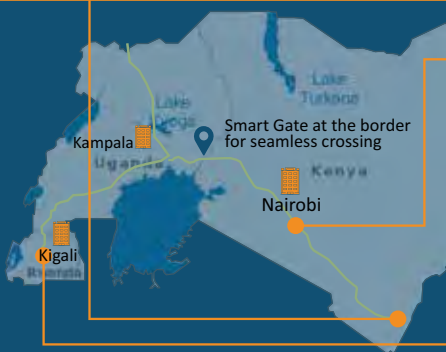 Lake
Turkana
Lake
Kyoga
Smart Gate at the border
for seamless crossing
Kampala
Uganda
Kenya
Nairobi
Kigali
Rwanda